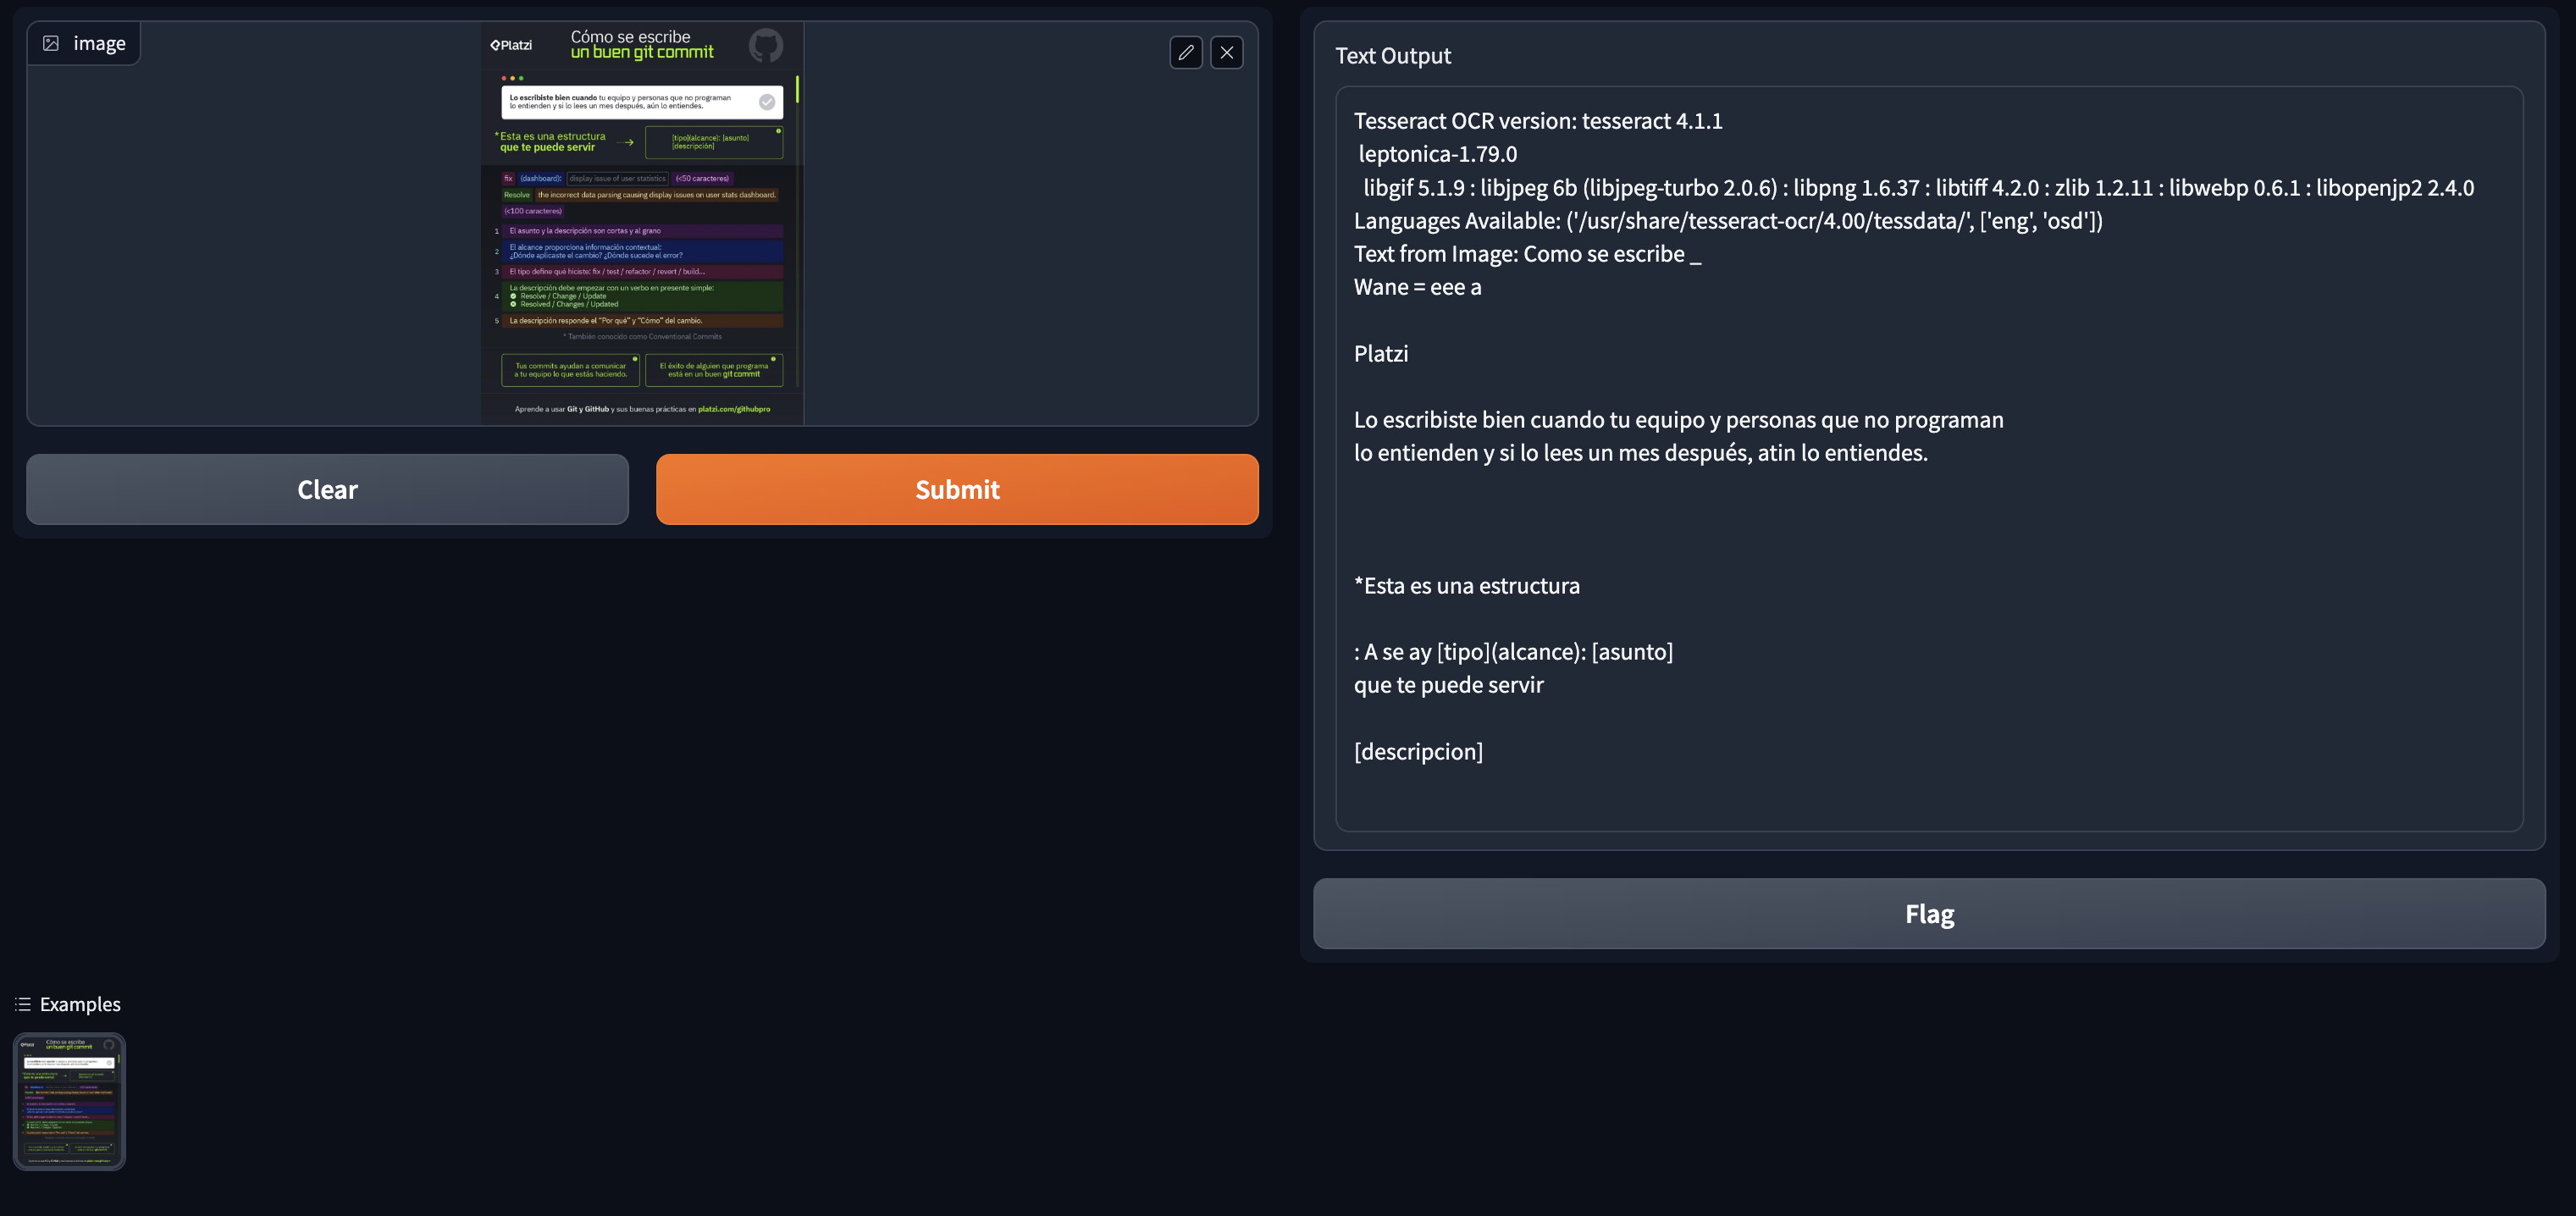 image
Platzi
Cómo se escribe
un buen git commit
Lo escribiste bien cuando tu equipo y personas que no programan
lo entienden y si lo lees un mes después, aún lo entiendes.
*Esta es una estructura
que te puede servir
[tipo](alcance): [asunto]
[descripción]
fix (dashboard): display issue of user statistics (<50 caracteres)
Resolve the incorrect data parsing causing display issues on user stats dashboard.
(<100 caracteres)
1 El asunto y la descripción son cortas y al grano
2 El alcance proporciona información contextual:
¿Dónde aplicaste el cambio? ¿Dónde sucede el error?
3 El tipo define qué hiciste: fix / test / refactor / revert / build...
4 La descripción debe empezar con un verbo en presente simple:
Resolve / Change / Update
Resolved / Changes / Updated
5 La descripción responde el "Por qué" y "Cómo" del cambio.
* También conocido como Conventional Commits
Tus commits ayudan a comunicar
a tu equipo lo que estás haciendo.
El éxito de alguien que programa
está en un buen git commit
Aprende a usar Git y GitHub y sus buenas prácticas en platzi.com/githubpro
Clear
Submit
Text Output
Tesseract OCR version: tesseract 4.1.1
leptonica-1.79.0
libgif 5.1.9 : libjpeg 6b (libjpeg-turbo 2.0.6) : libpng 1.6.37 : libtiff 4.2.0 : zlib 1.2.11 : libwebp 0.6.1 : libopenjp2 2.4.0
Languages Available: ('/usr/share/tesseract-ocr/4.00/tessdata/', ['eng', 'osd'])
Text from Image: Como se escribe _
Wane = eee a
Platzi
Lo escribiste bien cuando tu equipo y personas que no programan
lo entienden y si lo lees un mes después, atin lo entiendes.
*Esta es una estructura
: A se ay [tipo](alcance): [asunto]
que te puede servir
[descripcion]
Flag
Examples
Cómo se escribe
un buen git commit